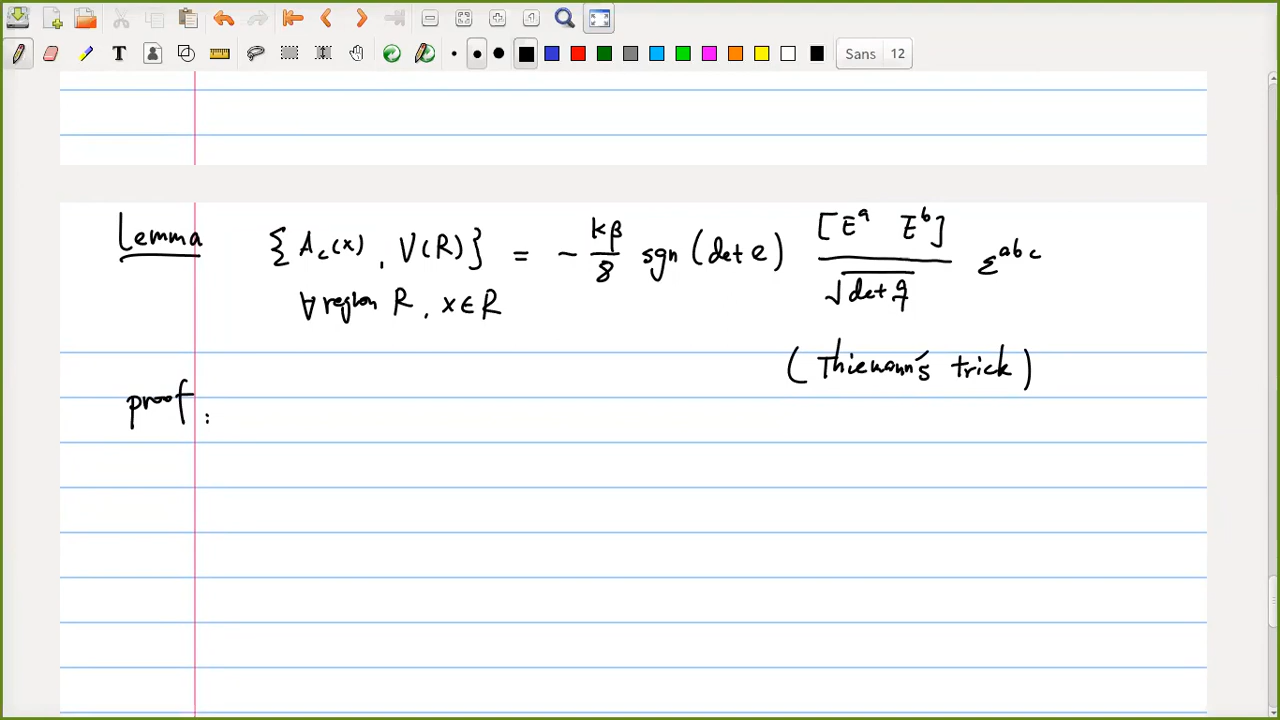 Sans 12
Lemma {A_c(x), V(R)} = - kβ/8 sgn(det e) [E^a E^b]/√det q ε^{abc}
∀ region R, x ∈ R
(Thiemann's trick)
proof :